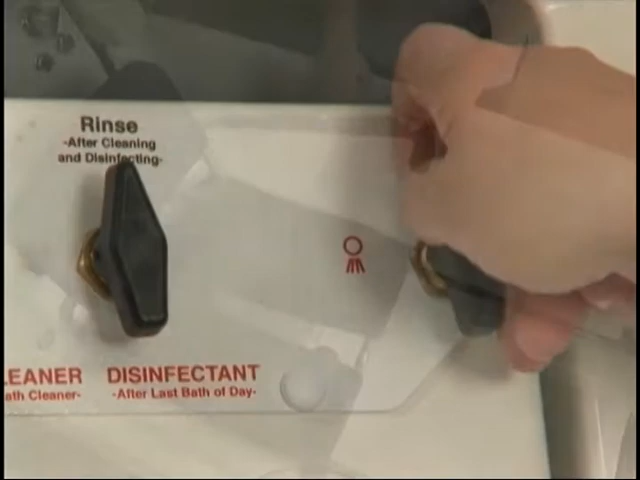 Rinse
-After Cleaning
and Disinfecting-
LEANER DISINFECTANT
ath Cleaner- -After Last Bath of Day-